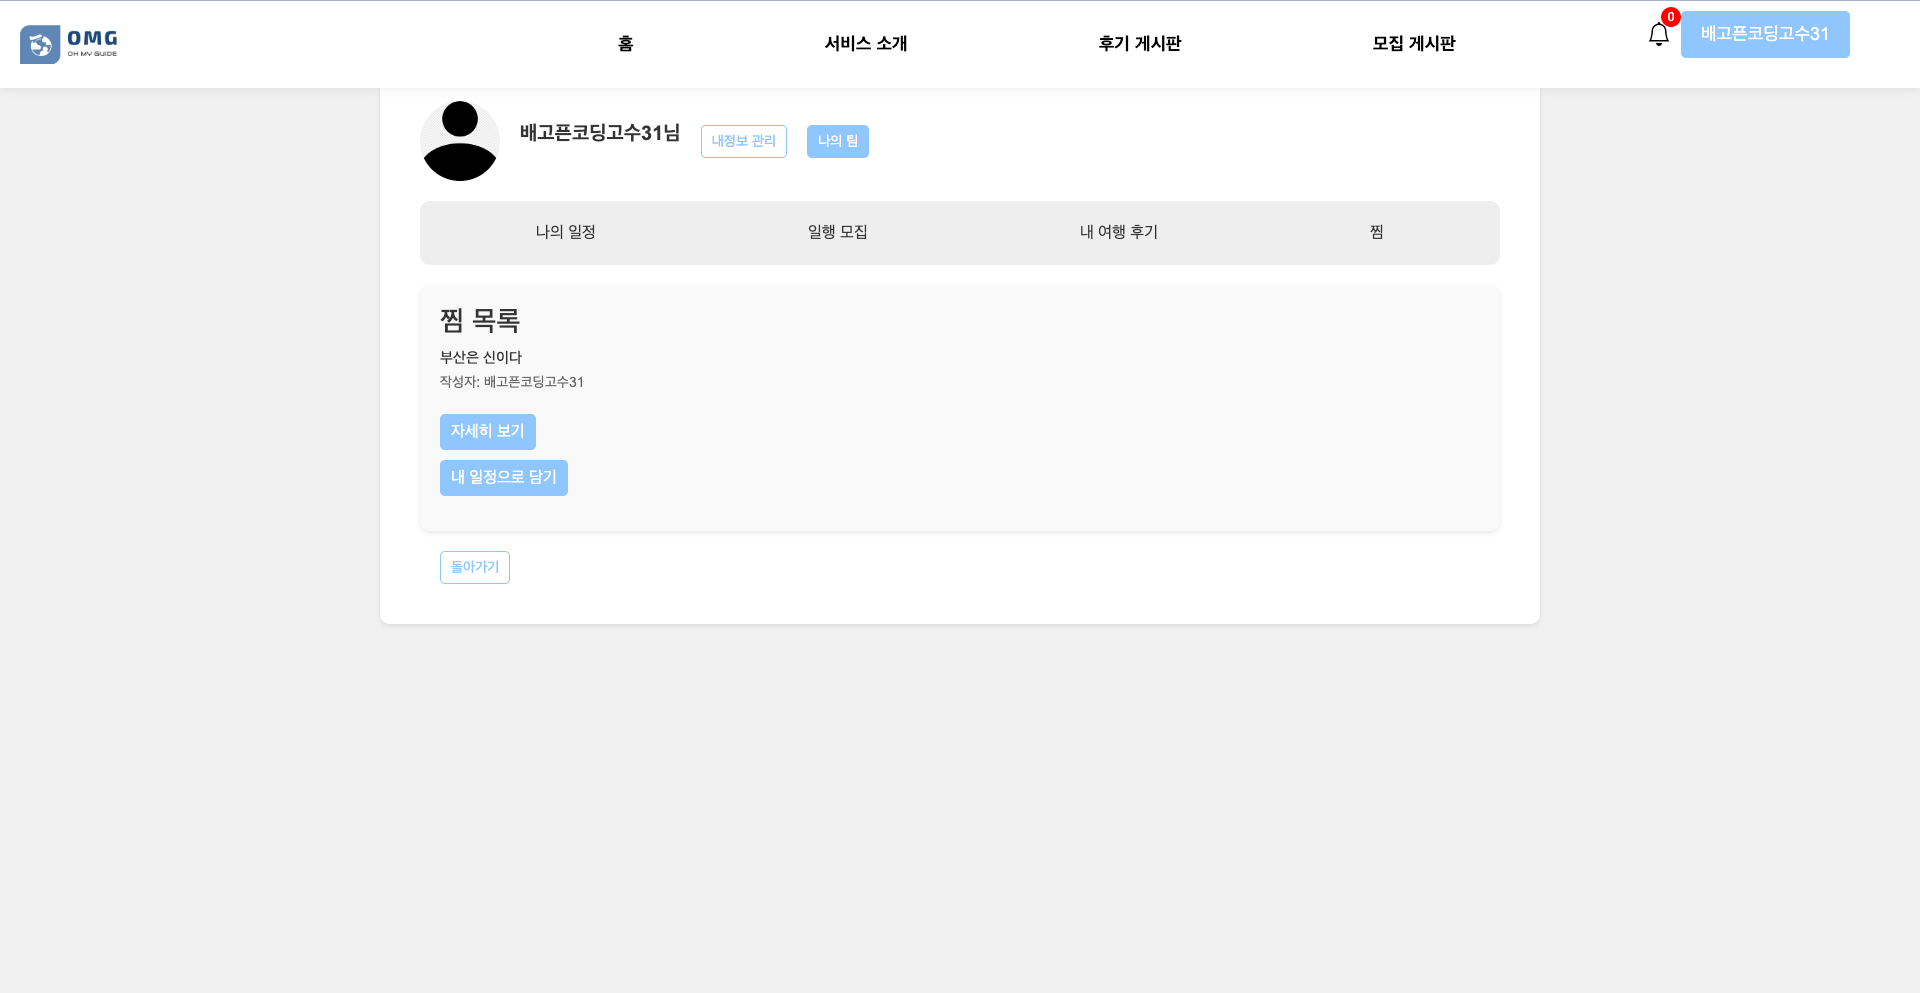 OMG
OH MY GUIDE
홈
서비스 소개
후기 게시판
모집 게시판
0
배고픈코딩고수31
배고픈코딩고수31님
내정보 관리
나의 팀
나의 일정
일행 모집
내 여행 후기
찜
찜 목록
부산은 신이다
작성자: 배고픈코딩고수31
자세히 보기
내 일정으로 담기
돌아가기